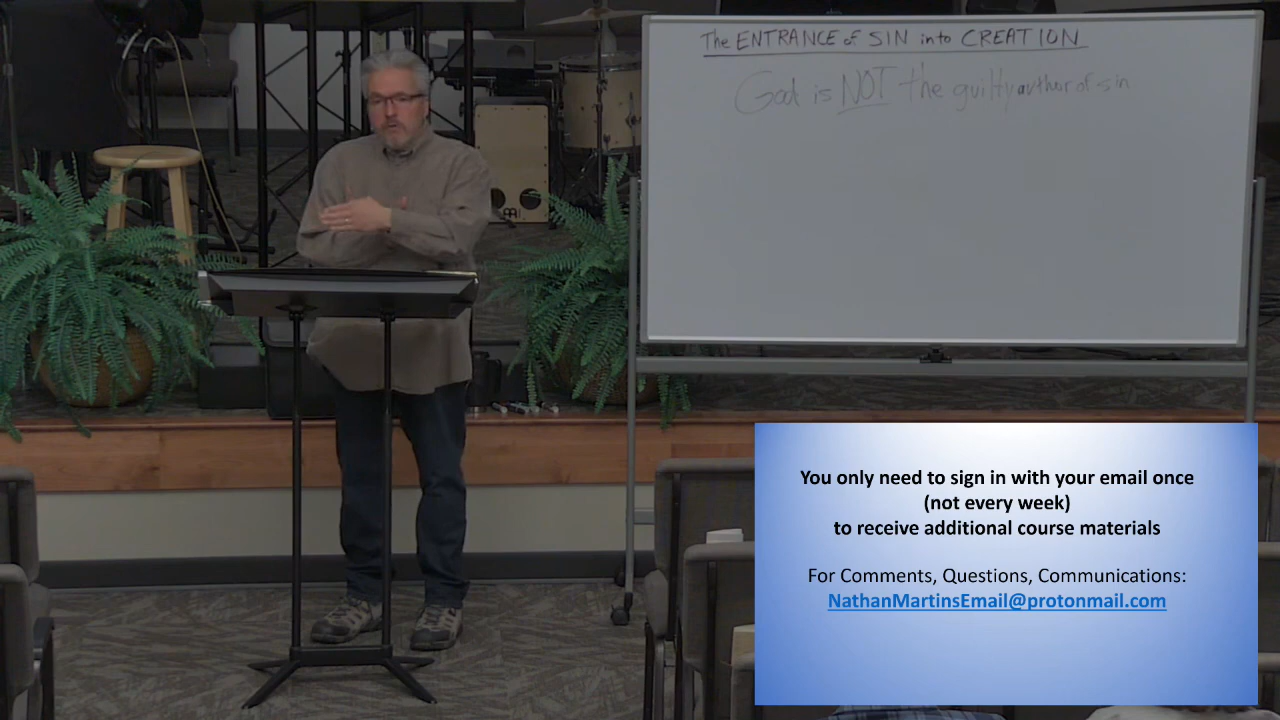 The ENTRANCE of SIN into CREATION
God is NOT the guilty author of sin
MEINL
You only need to sign in with your email once
(not every week)
to receive additional course materials
For Comments, Questions, Communications:
NathanMartinsEmail@protonmail.com